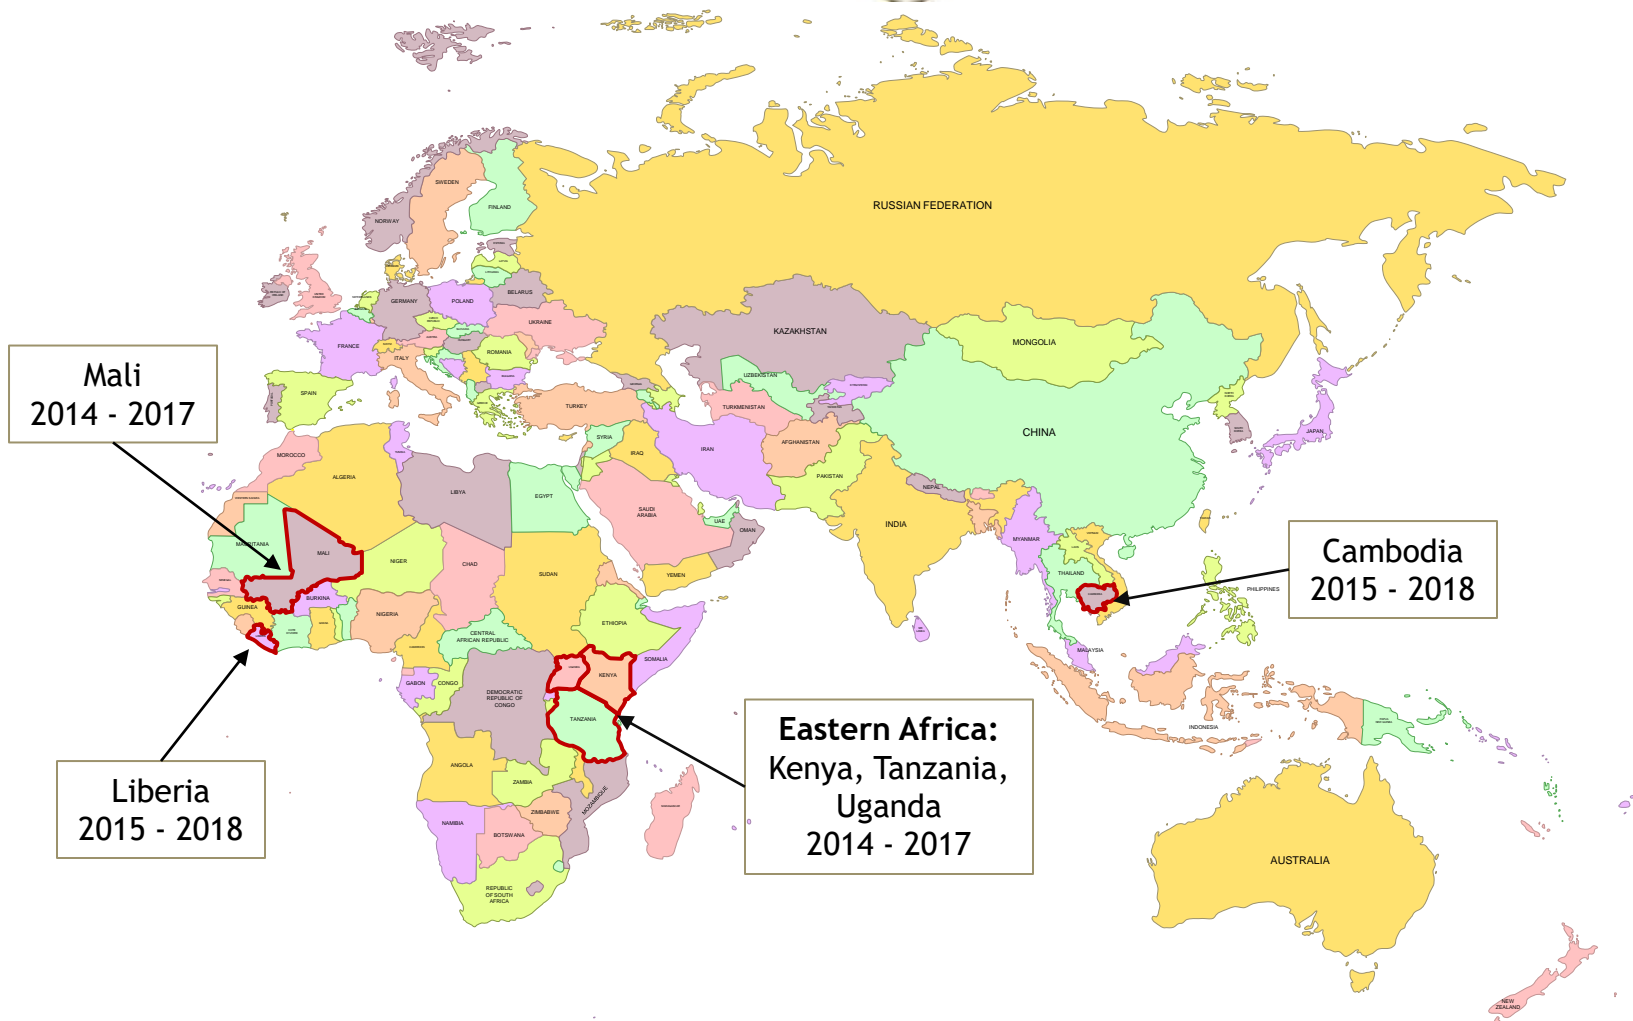 RUSSIAN FEDERATION
SWEDEN
FINLAND
NORWAY
BELARUS
GERMANY
POLAND
UKRAINE
FRANCE
ITALY
ROMANIA
SPAIN
TURKEY
KAZAKHSTAN
MONGOLIA
UZBEKISTAN
TURKMENISTAN
CHINA
JAPAN
AFGHANISTAN
IRAN
PAKISTAN
SYRIA
IRAQ
NEPAL
INDIA
MYANMAR
THAILAND
PHILIPPINES
MALAYSIA
INDONESIA
SAUDI
ARABIA
UAE
OMAN
YEMEN
MOROCCO
ALGERIA
LIBYA
EGYPT
MAURITANIA
MALI
NIGER
CHAD
SUDAN
BURKINA
GUINEA
NIGERIA
ETHIOPIA
SOMALIA
CENTRAL
AFRICAN REPUBLIC
GABON
CONGO
DEMOCRATIC
REPUBLIC OF
CONGO
KENYA
TANZANIA
ANGOLA
ZAMBIA
MOZAMBIQUE
ZIMBABWE
NAMIBIA
BOTSWANA
REPUBLIC
OF SOUTH
AFRICA
AUSTRALIA
NEW
ZEALAND
Mali
2014 - 2017
Liberia
2015 - 2018
Eastern Africa:
Kenya, Tanzania,
Uganda
2014 - 2017
Cambodia
2015 - 2018